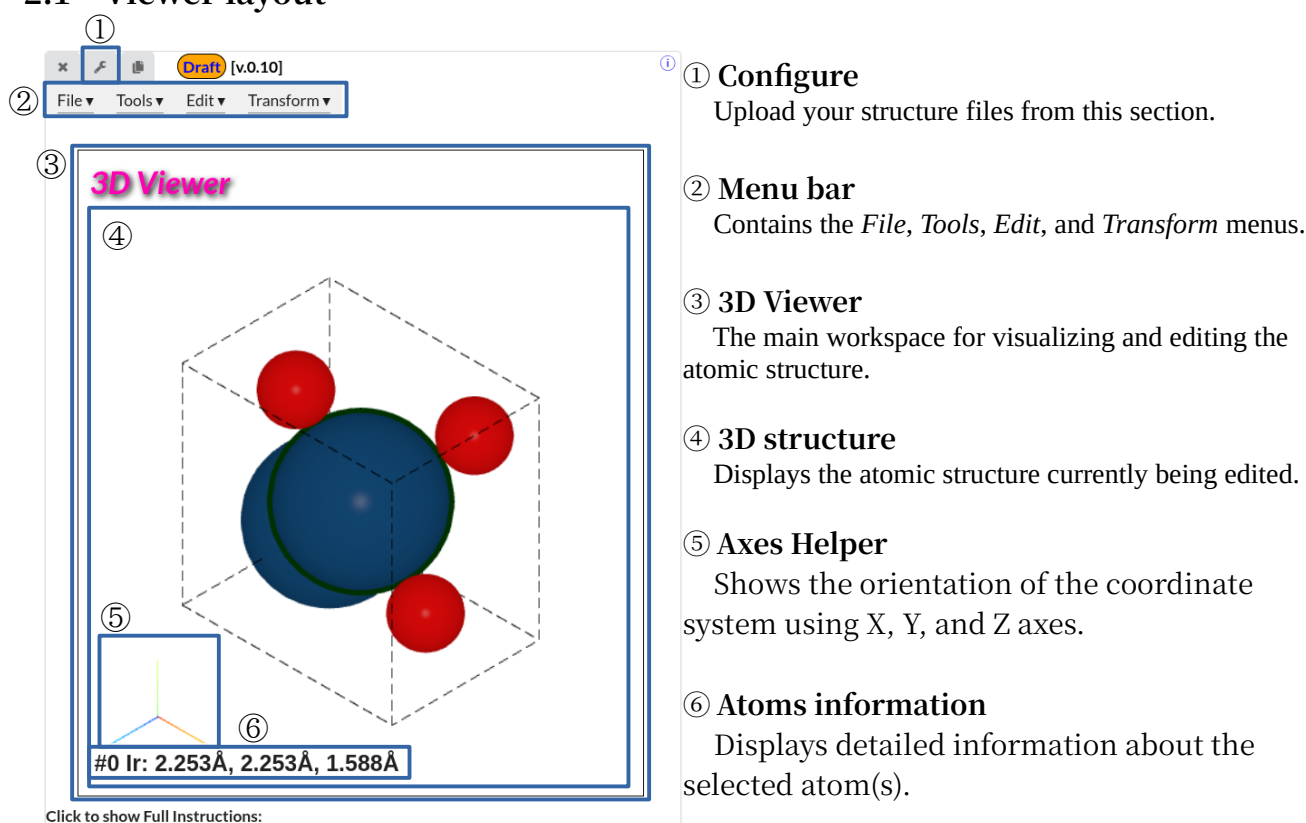 2.1 Viewer layout
①
Draft [v.0.10]
ⓘ
② File ▾ Tools ▾ Edit ▾ Transform ▾
③
3D Viewer
④
⑤
⑥
#0 Ir: 2.253Å, 2.253Å, 1.588Å
Click to show Full Instructions:
① Configure
Upload your structure files from this section.
② Menu bar
Contains the File, Tools, Edit, and Transform menus.
③ 3D Viewer
The main workspace for visualizing and editing the
atomic structure.
④ 3D structure
Displays the atomic structure currently being edited.
⑤ Axes Helper
Shows the orientation of the coordinate
system using X, Y, and Z axes.
⑥ Atoms information
Displays detailed information about the
selected atom(s).